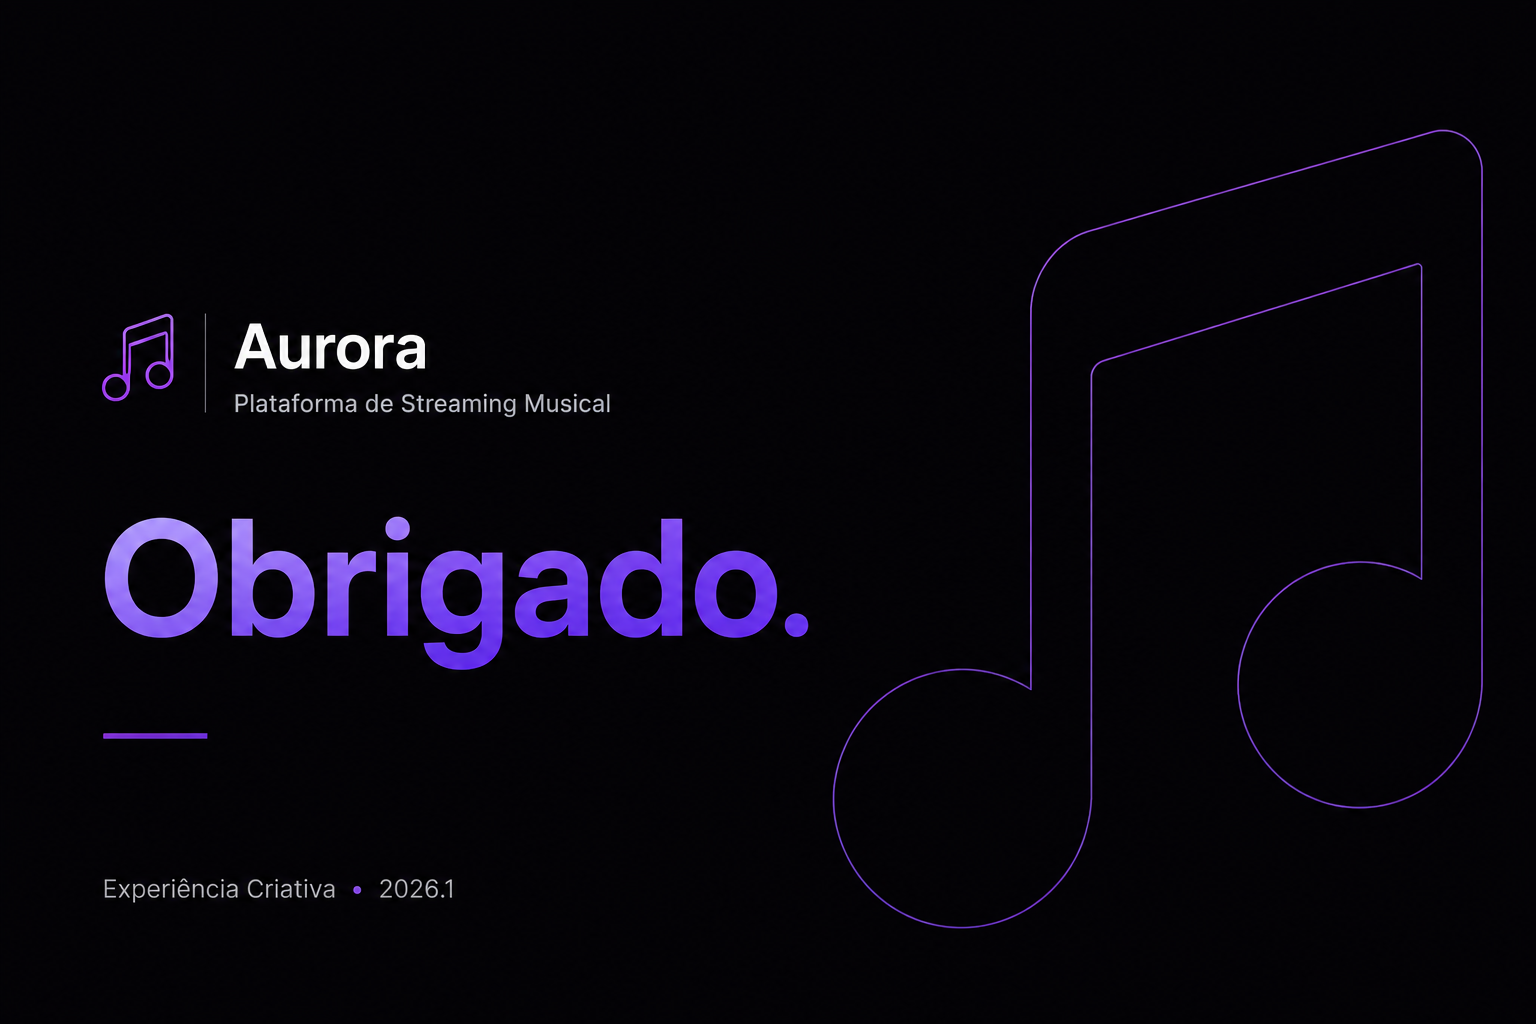 Aurora
Plataforma de Streaming Musical
Obrigado.
Experiência Criativa • 2026.1